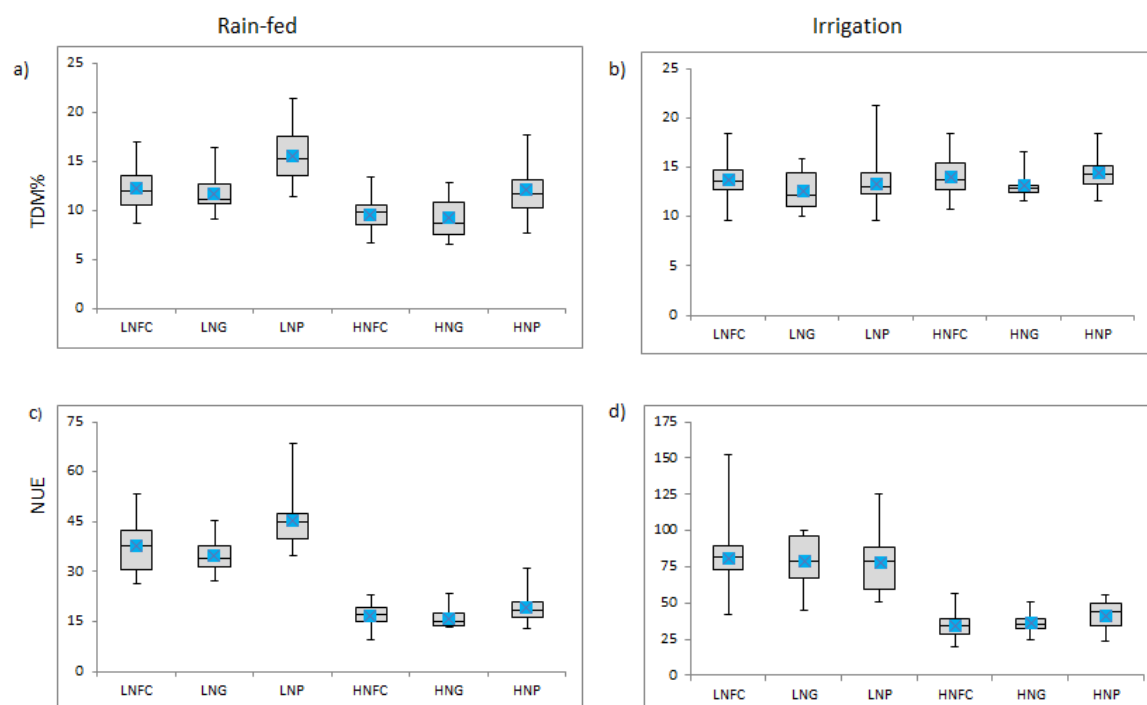 Rain-fed
Irrigation
a)
TDM%
25
20
15
10
5
0
LNFC LNG LNP HNFC HNG HNP
b)
25
20
15
10
5
0
LNFC LNG LNP HNFC HNG HNP
c)
NUE
75
60
45
30
15
0
LNFC LNG LNP HNFC HNG HNP
d)
175
150
125
100
75
50
25
0
LNFC LNG LNP HNFC HNG HNP